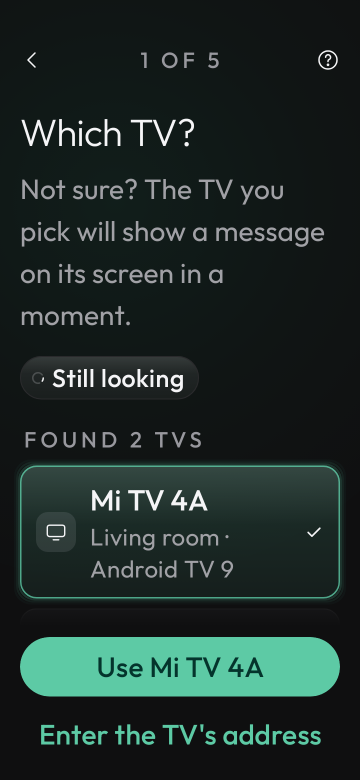 1 OF 5
Which TV?
Not sure? The TV you
pick will show a message
on its screen in a
moment.
Still looking
FOUND 2 TVS
Mi TV 4A
Living room ·
Android TV 9
Use Mi TV 4A
Enter the TV's address